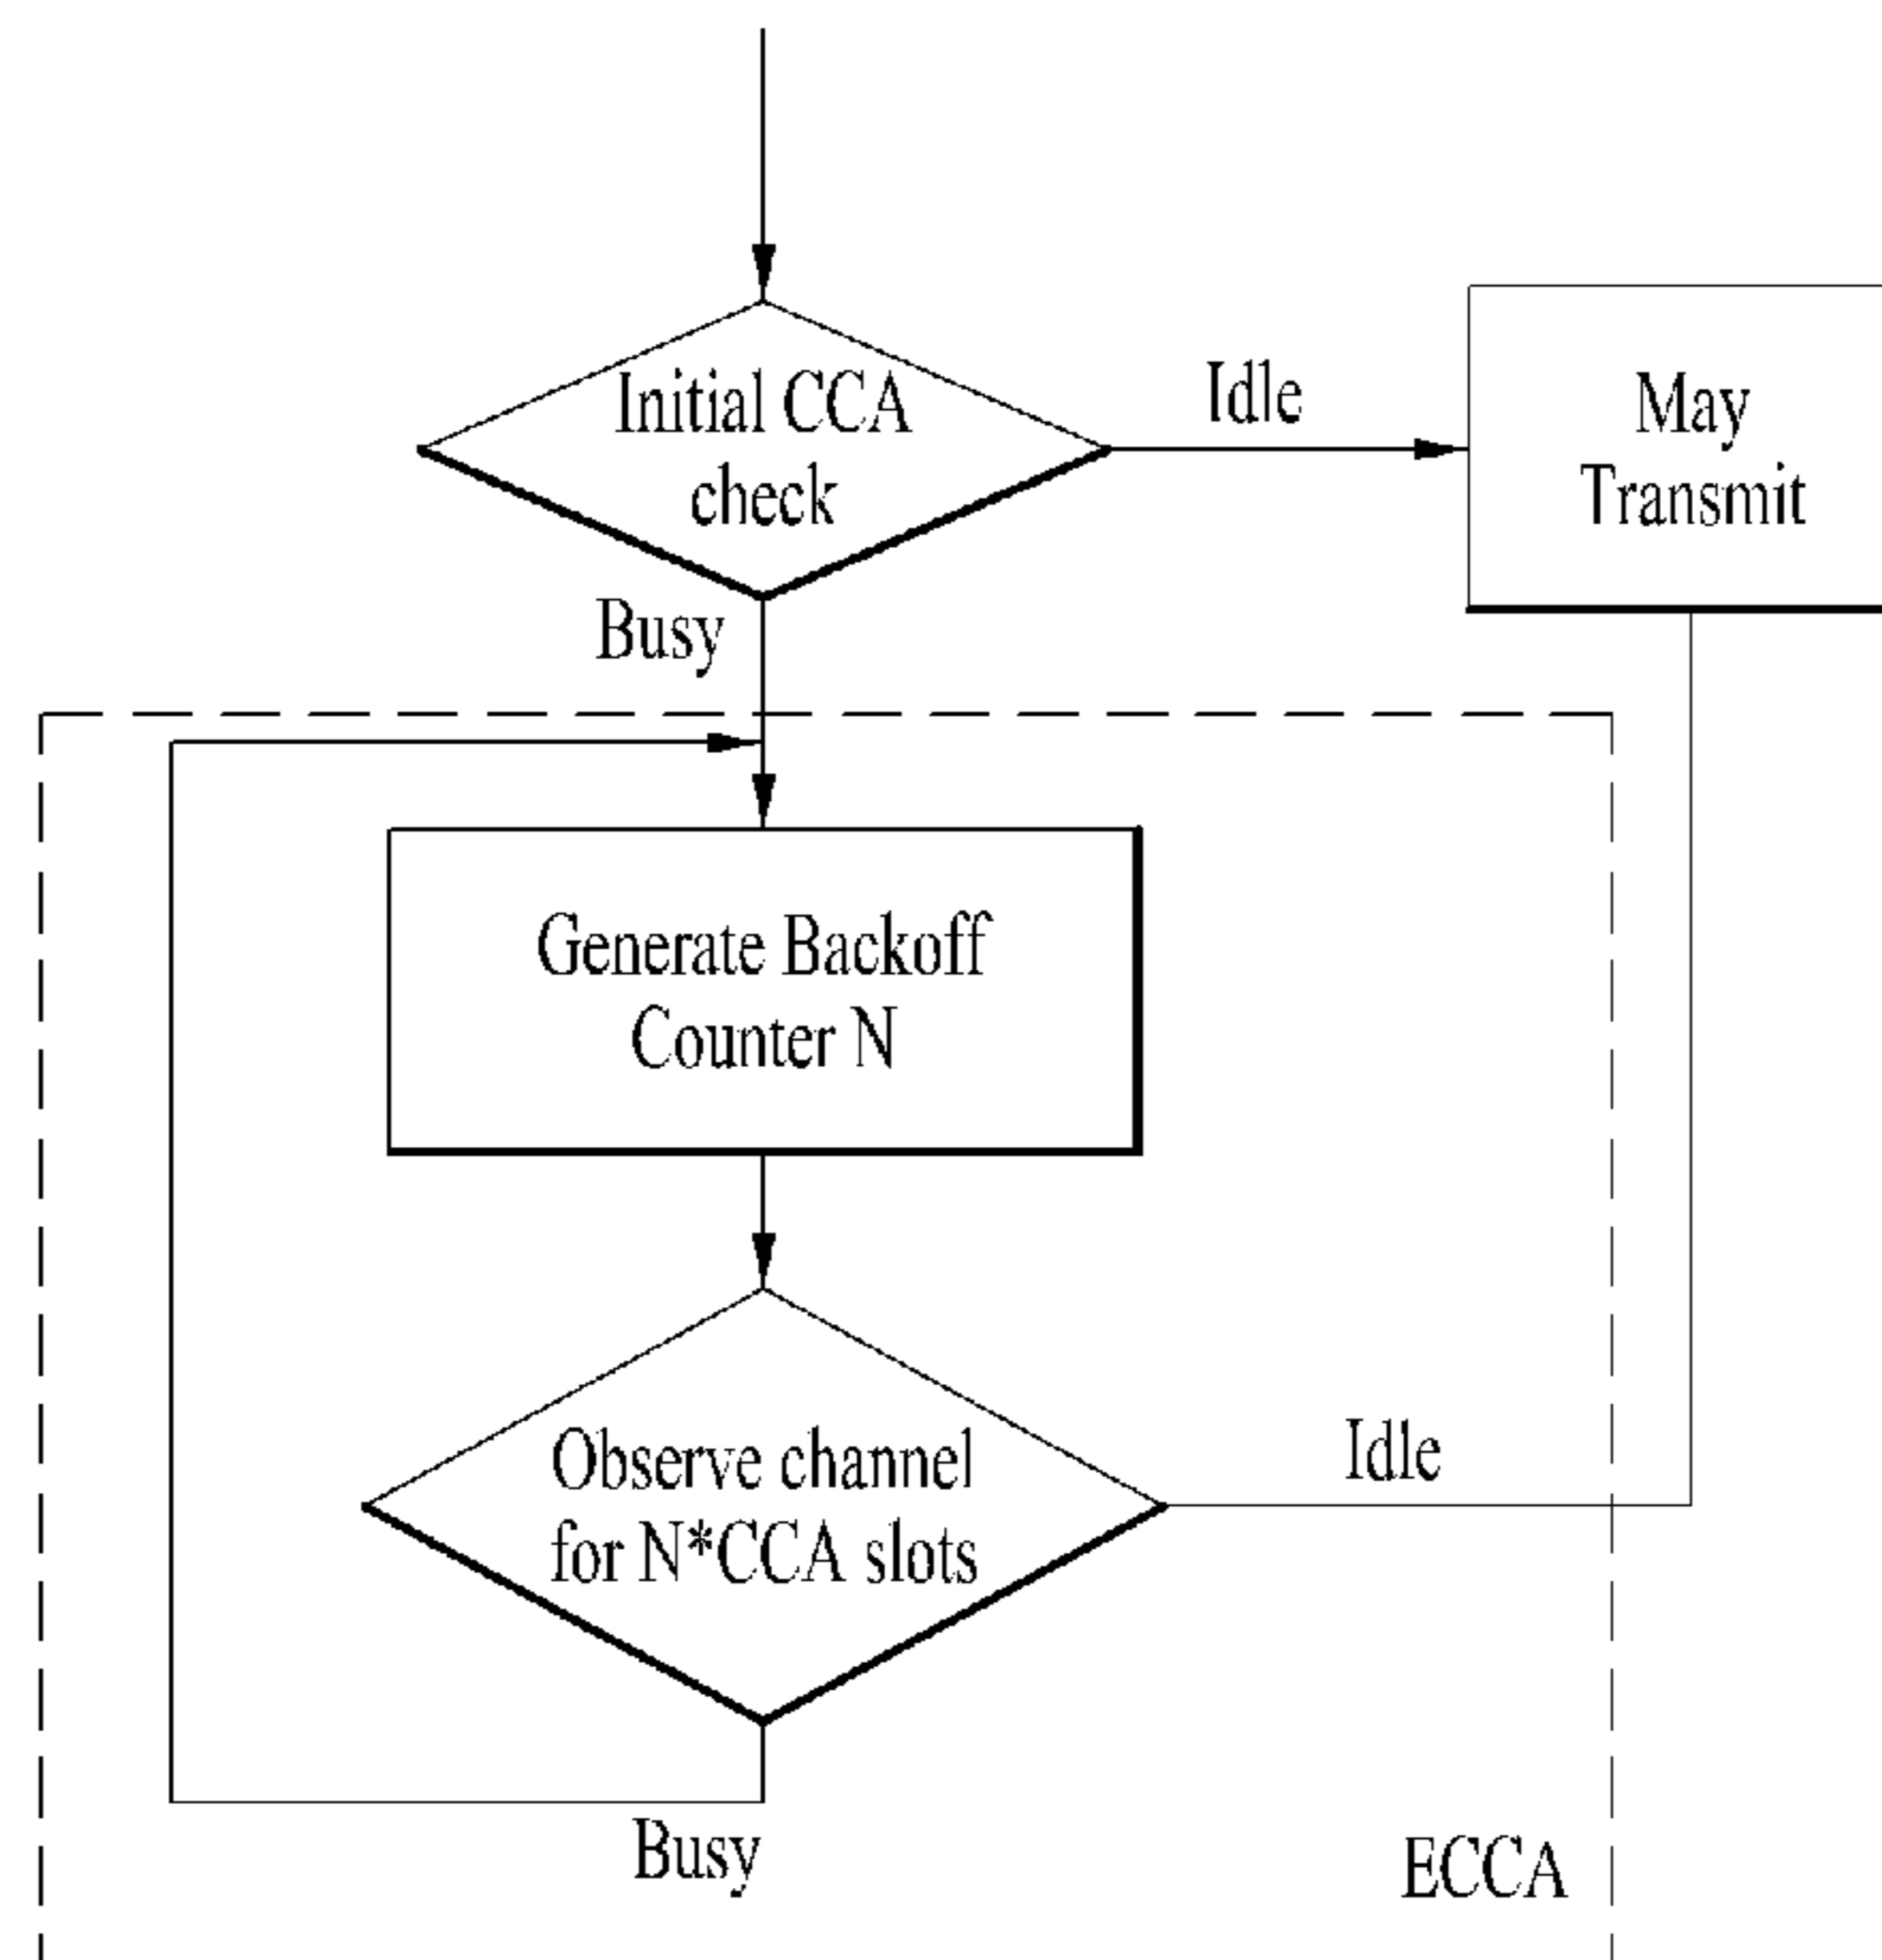 Initial CCA
check
Idle
May
Transmit
Busy
Generate Backoff
Counter N
Observe channel
for N*CCA slots
Idle
Busy
ECCA